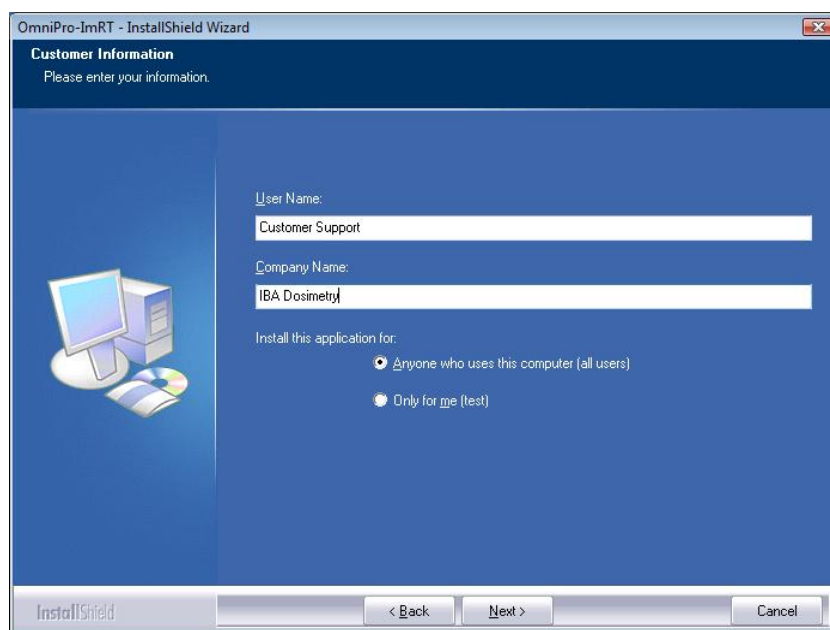 OmniPro-ImRT - InstallShield Wizard
Customer Information
Please enter your information.
User Name:
Customer Support
Company Name:
IBA Dosimetry
Install this application for:
Anyone who uses this computer (all users)
Only for me (test)
InstallShield
< Back
Next >
Cancel